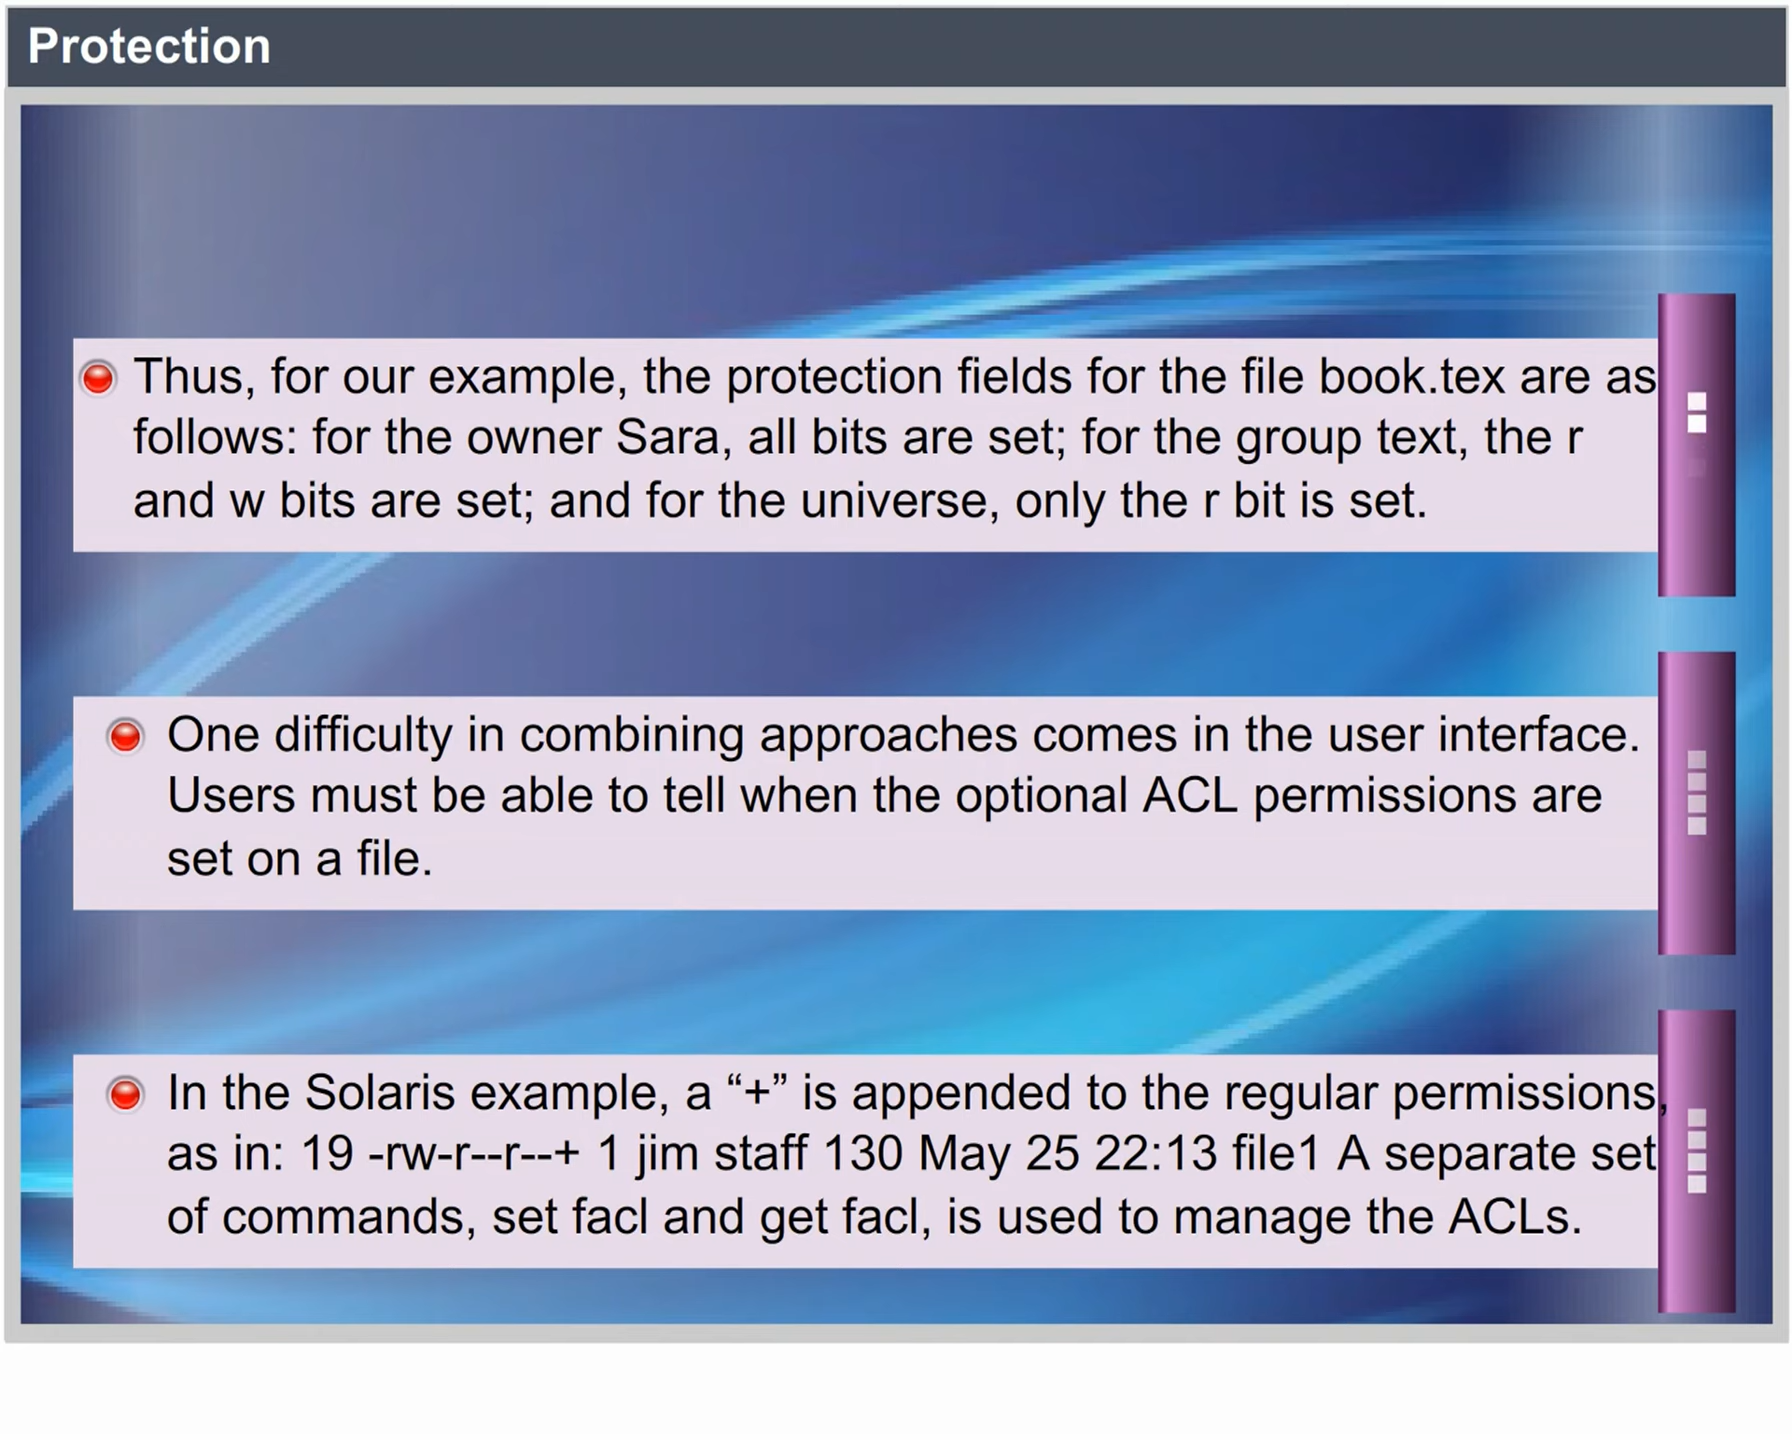 Protection
Thus, for our example, the protection fields for the file book.tex are as
follows: for the owner Sara, all bits are set; for the group text, the r
and w bits are set; and for the universe, only the r bit is set.
One difficulty in combining approaches comes in the user interface.
Users must be able to tell when the optional ACL permissions are
set on a file.
In the Solaris example, a “+” is appended to the regular permissions,
as in: 19 -rw-r--r--+ 1 jim staff 130 May 25 22:13 file1 A separate set
of commands, set facl and get facl, is used to manage the ACLs.